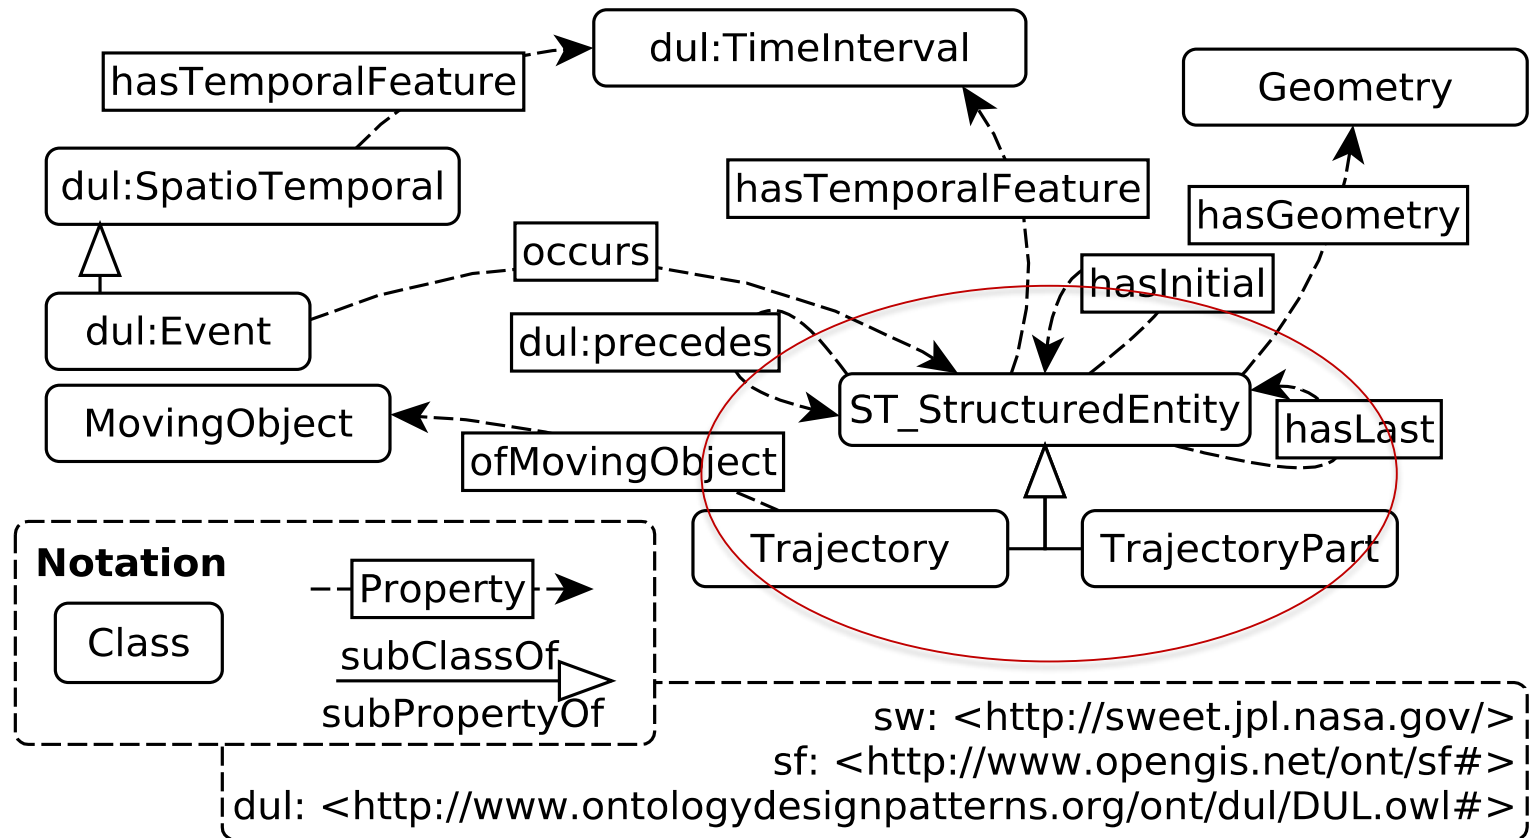 dul:TimeInterval
hasTemporalFeature
Geometry
dul:SpatioTemporal
hasTemporalFeature
hasGeometry
occurs
hasInitial
dul:Event
dul:precedes
ST_StructuredEntity
MovingObject
hasLast
ofMovingObject
Trajectory
TrajectoryPart
Notation
Property
Class
subClassOf
subPropertyOf
sw: <http://sweet.jpl.nasa.gov/>
sf: <http://www.opengis.net/ont/sf#>
dul: <http://www.ontologydesignpatterns.org/ont/dul/DUL.owl#>